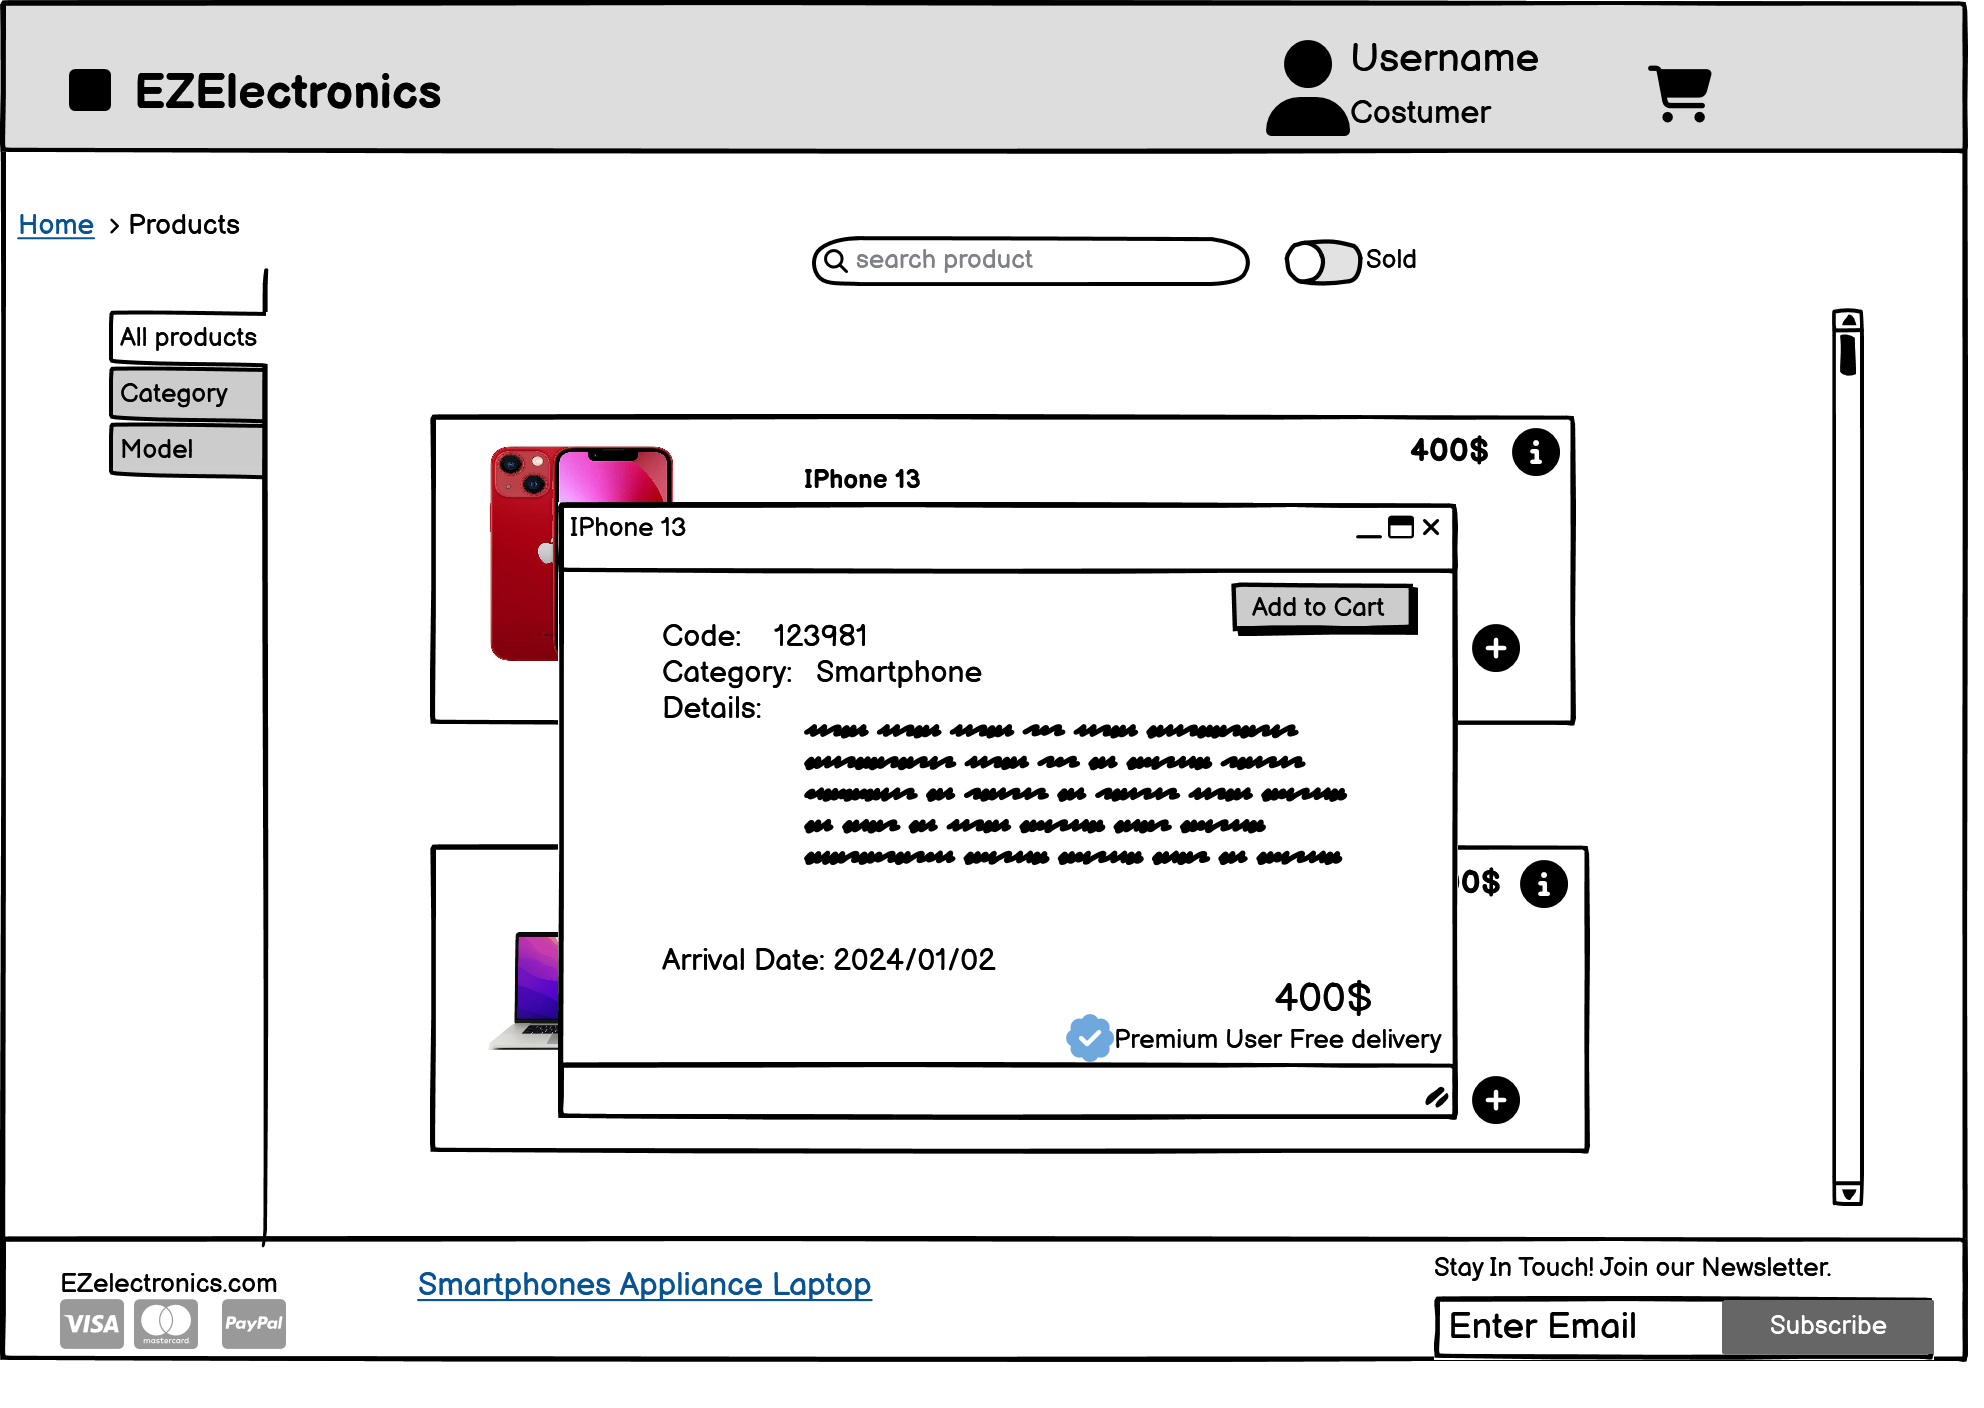 EZElectronics
Username
Costumer
Home > Products
search product
Sold
All products
Category
Model
400$
IPhone 13
IPhone 13
Add to Cart
Code: 123981
Category: Smartphone
Details:
0$
Arrival Date: 2024/01/02
400$
Premium User Free delivery
EZelectronics.com
VISA
mastercard
PayPal
Smartphones Appliance Laptop
Stay In Touch! Join our Newsletter.
Enter Email
Subscribe